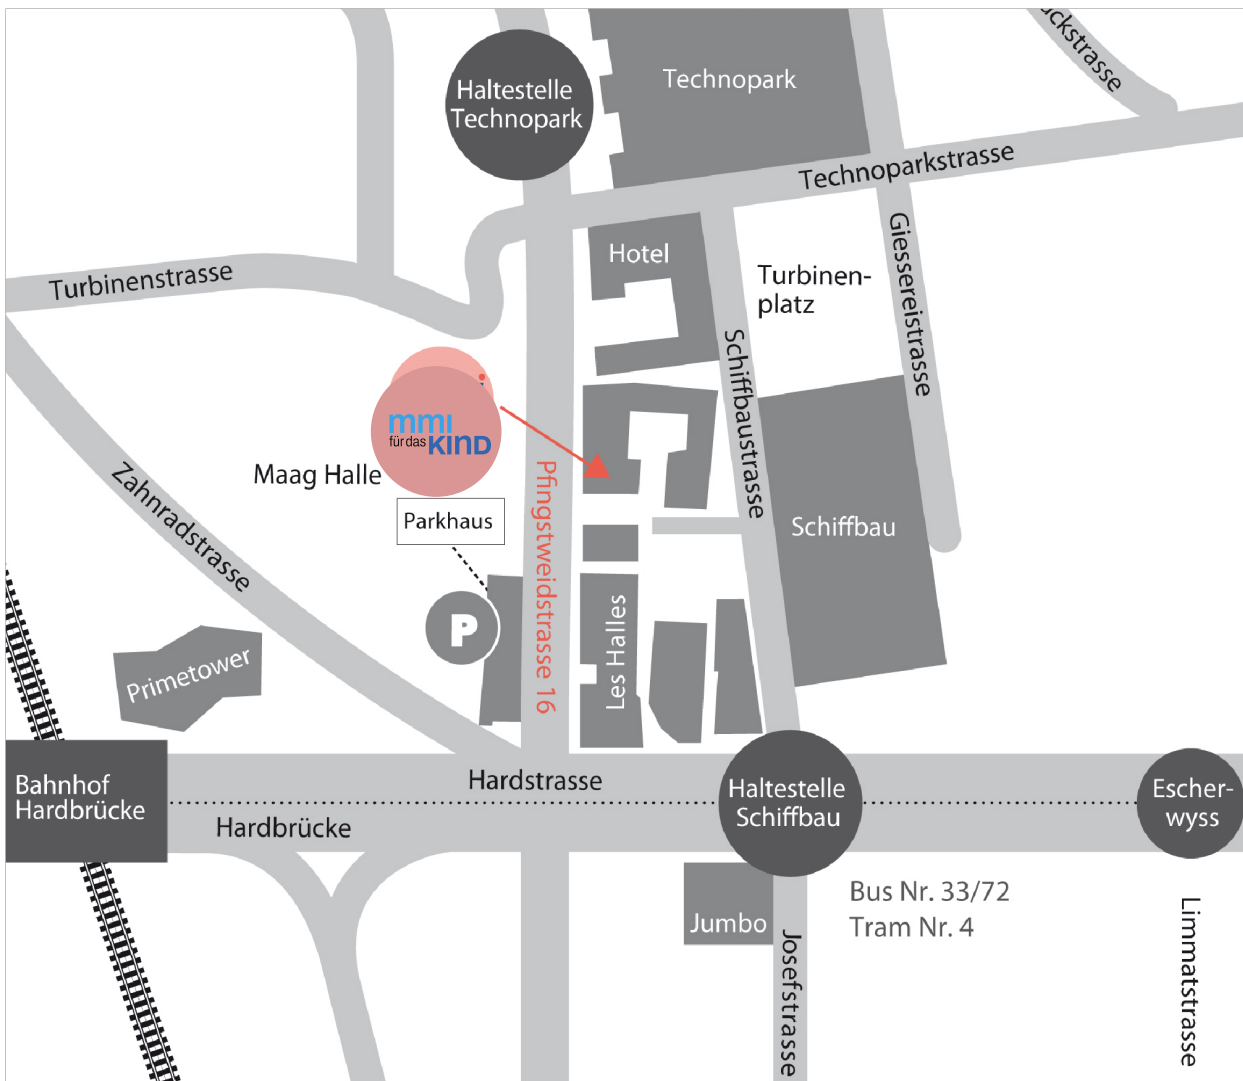 ckstrasse
Haltestelle
Technopark
Technopark
Technoparkstrasse
Hotel
Giessereistrasse
Turbinenstrasse
Turbinen-
platz
Schiffbaustrasse
mmi
für das KIND
Maag Halle
Zahnradstrasse
Parkhaus
Pfingstweidstrasse 16
Schiffbau
P
Les Halles
Primetower
Bahnhof
Hardbrücke
Hardstrasse
Hardbrücke
Haltestelle
Schiffbau
Escher-
wyss
Bus Nr. 33/72
Tram Nr. 4
Jumbo
Josefstrasse
Limmatstrasse